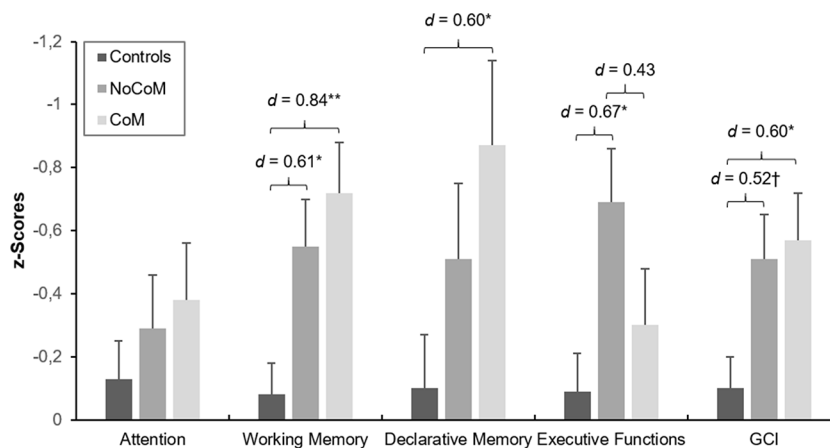 -1,2
-1
-0,8
-0,6
-0,4
-0,2
0
z-Scores
Controls
NoCoM
CoM
d = 0.84**
d = 0.61*
d = 0.60*
d = 0.43
d = 0.67*
d = 0.60*
d = 0.52†
Attention
Working Memory
Declarative Memory
Executive Functions
GCI